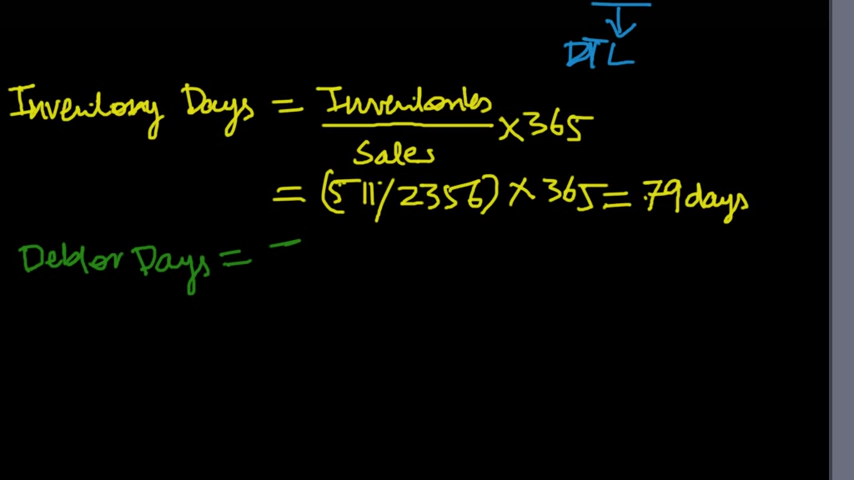 DTL
Inventory Days = Inventories / Sales × 365
= (511/2356) × 365 = 79 days
Debtor Days =